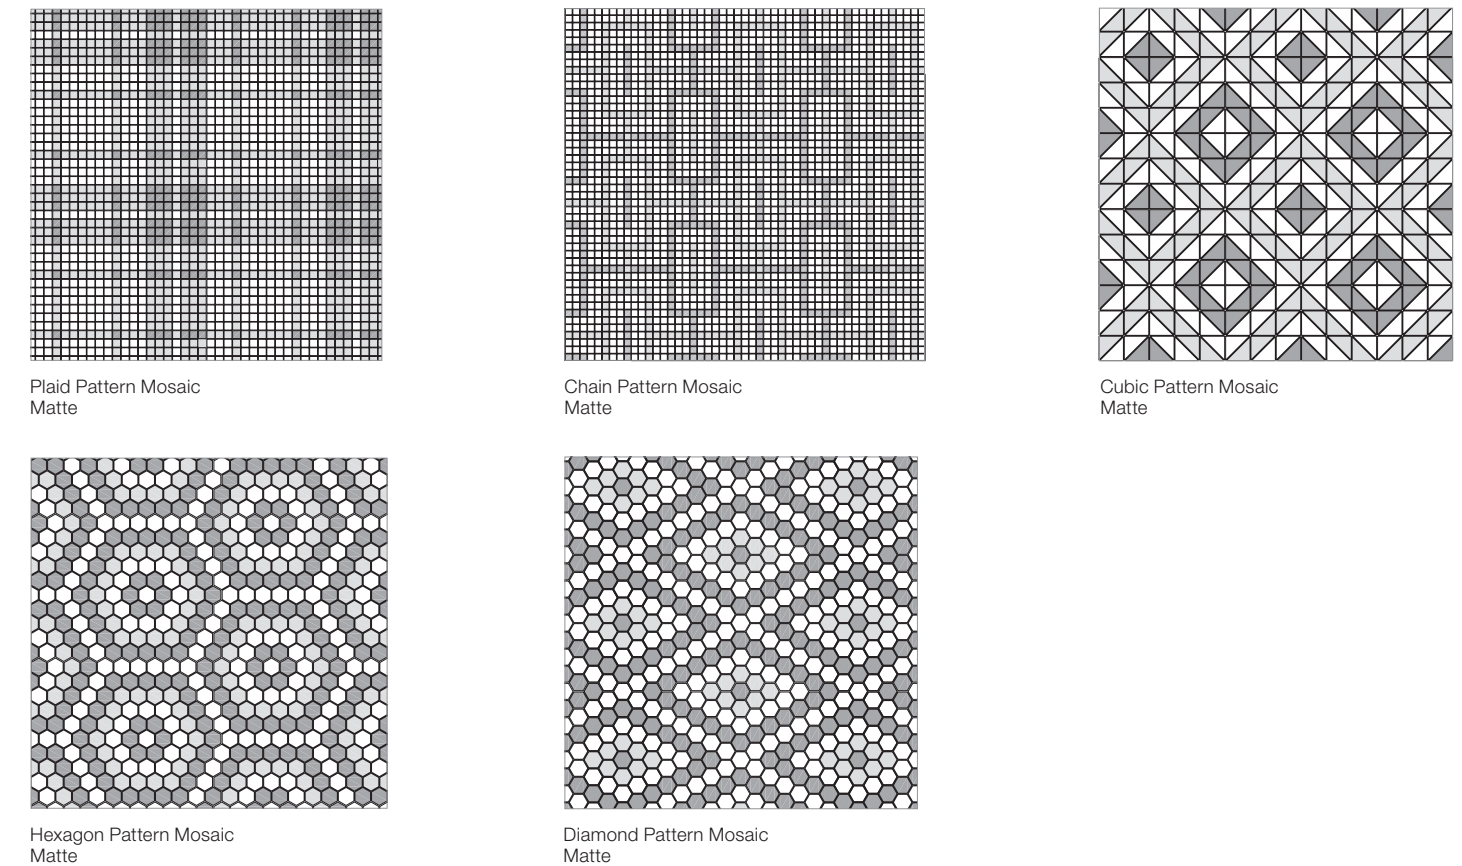 Plaid Pattern Mosaic
Matte
Chain Pattern Mosaic
Matte
Cubic Pattern Mosaic
Matte
Hexagon Pattern Mosaic
Matte
Diamond Pattern Mosaic
Matte